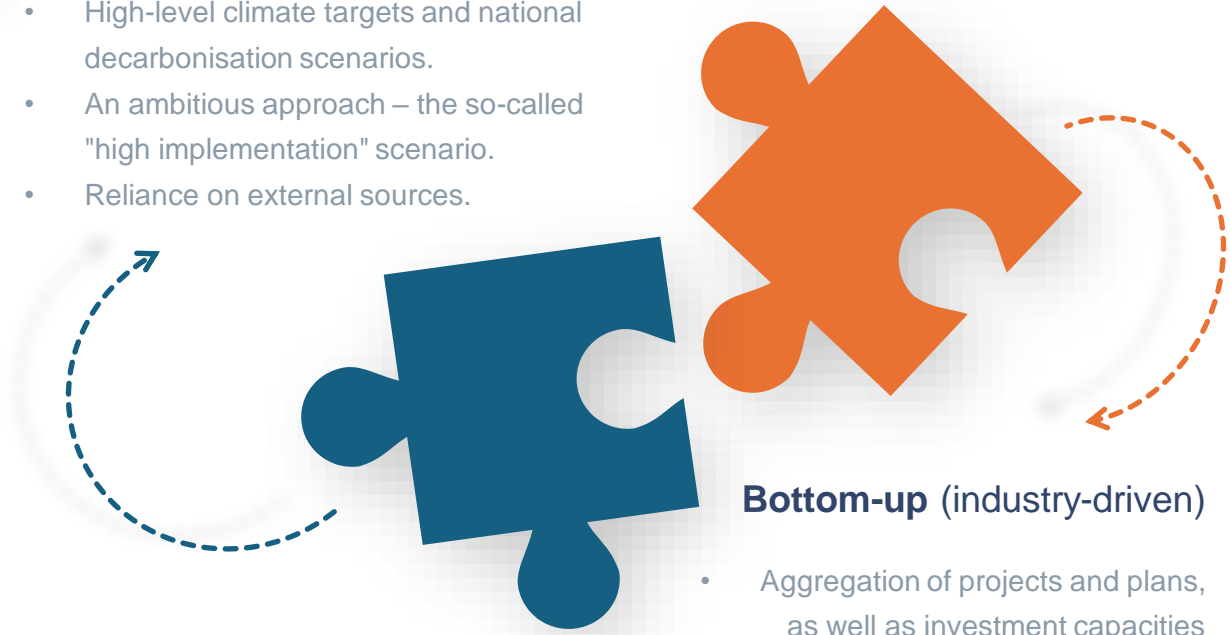 • High-level climate targets and national
decarbonisation scenarios.
• An ambitious approach – the so-called
"high implementation" scenario.
• Reliance on external sources.
Bottom-up (industry-driven)
• Aggregation of projects and plans,
as well as investment capacities